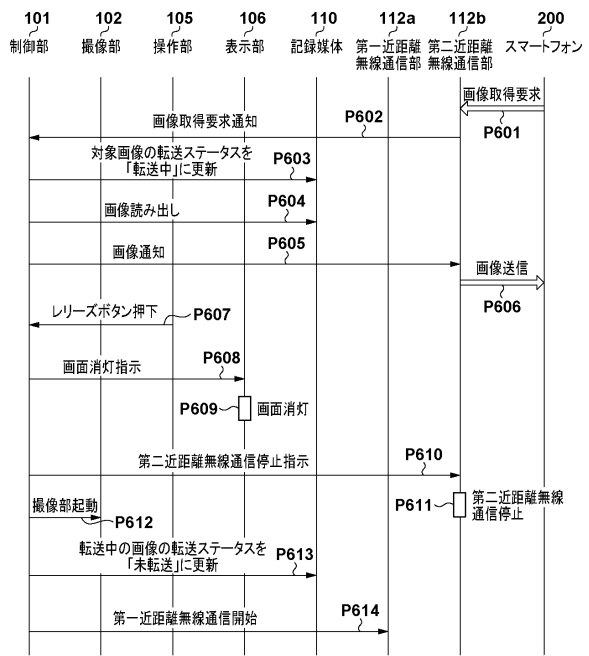 101 102 105 106 110 112a 112b 200
制御部 撮像部 操作部 表示部 記録媒体 第一近距離 第二近距離 スマートフォン
無線通信部 無線通信部
画像取得要求
P601
画像取得要求通知
P602
対象画像の転送ステータスを
「転送中」に更新
P603
画像読み出し
P604
画像通知
P605
画像送信
P606
レリーズボタン押下
P607
画面消灯指示
P608
P609
画面消灯
第二近距離無線通信停止指示
P610
P611
第二近距離無線
通信停止
撮像部起動
P612
転送中の画像の転送ステータスを
「未転送」に更新
P613
第一近距離無線通信開始
P614